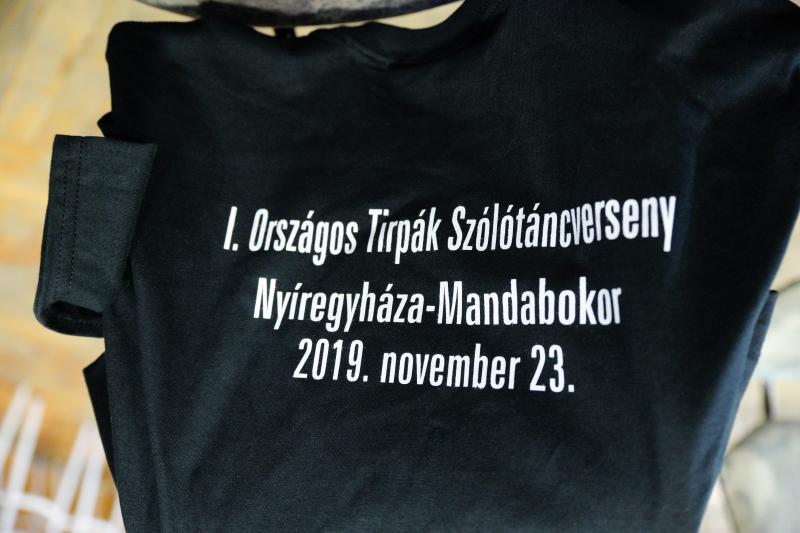 I. Országos Tirpák Szólótáncverseny
Nyíregyháza-Mandabokor
2019. november 23.